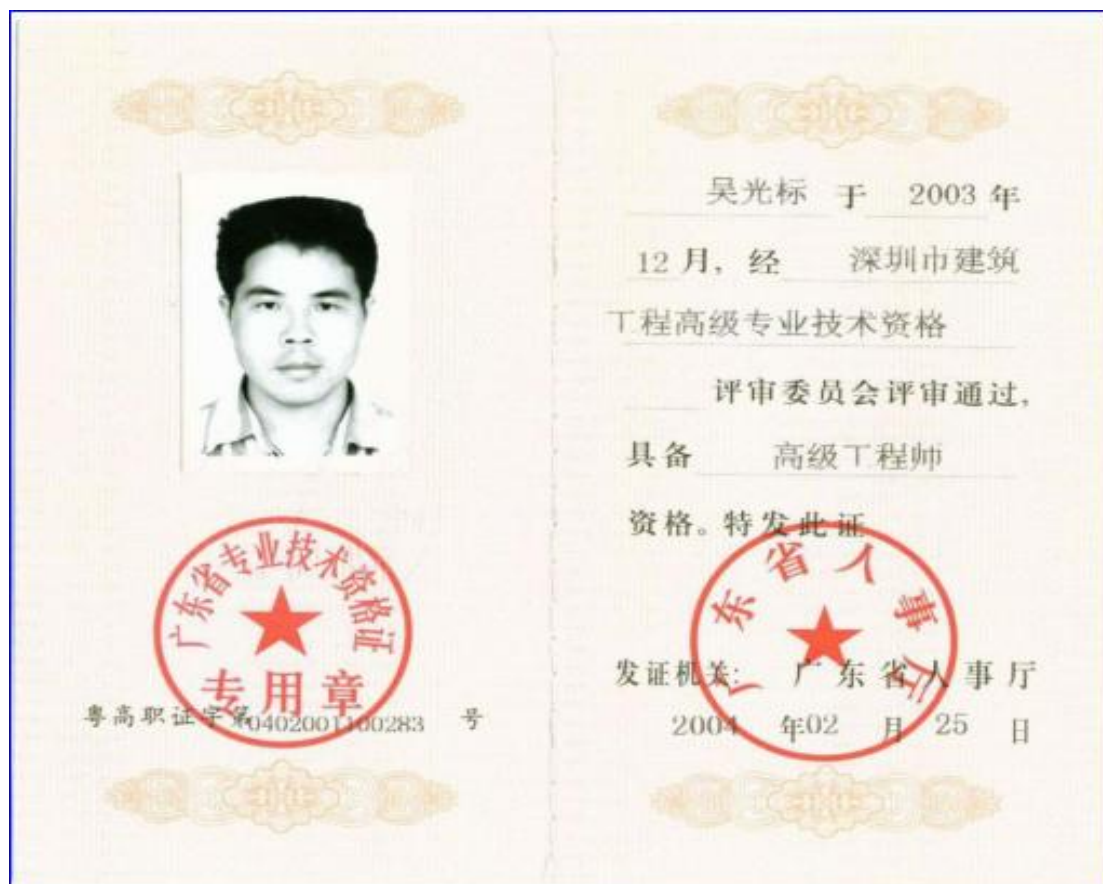 广东省专业技术资格证
专用章
粤高职证字第0402001100283 号
吴光标 于 2003 年
12 月，经 深圳市建筑
工程高级专业技术资格
评审委员会评审通过，
具备 高级工程师
资格。特发此证
广东省人事厅
发证机关： 广东省人事厅
2004 年02 月 25 日